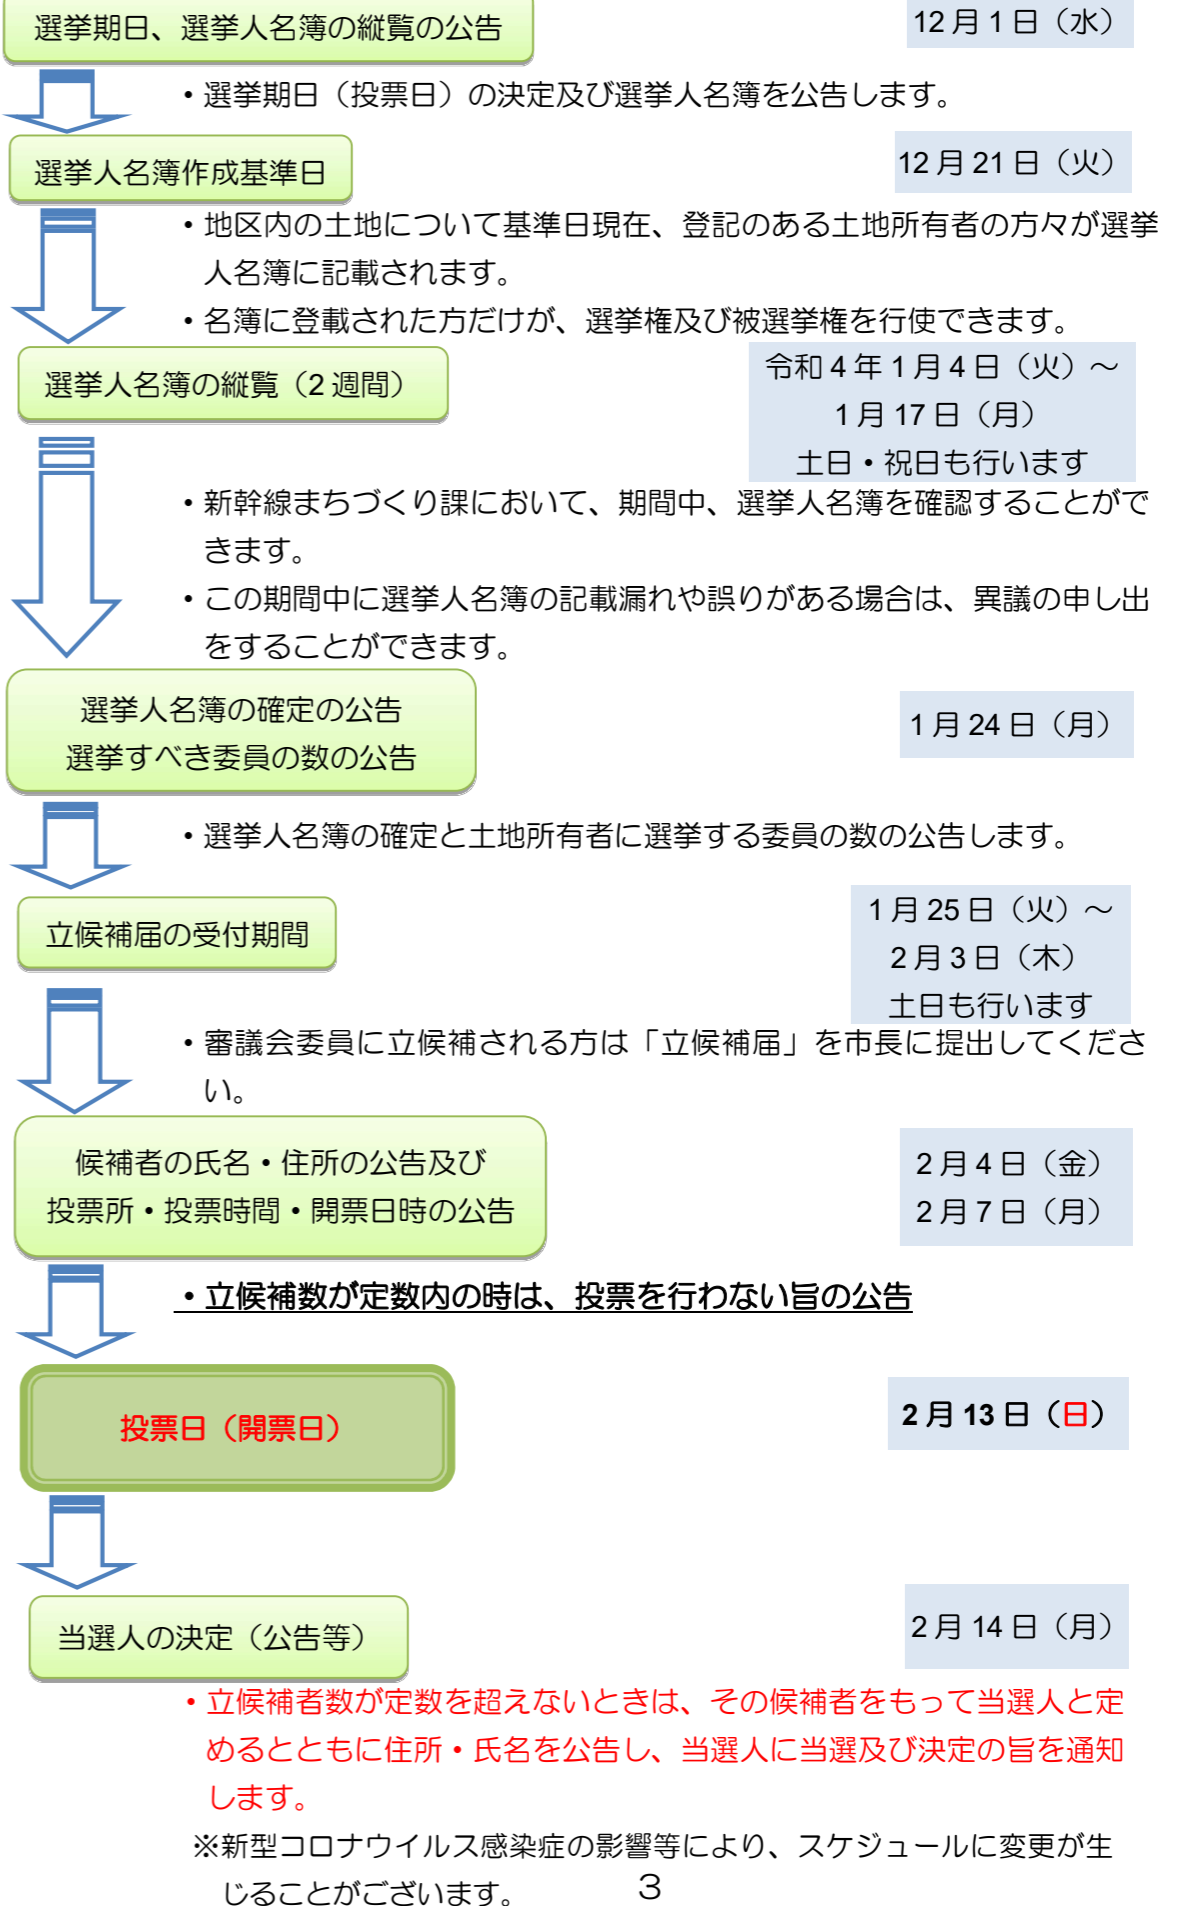 選挙期日、選挙人名簿の縦覧の公告
12月1日（水）
・選挙期日（投票日）の決定及び選挙人名簿を公告します。
選挙人名簿作成基準日
12月21日（火）
・地区内の土地について基準日現在、登記のある土地所有者の方々が選挙
人名簿に記載されます。
・名簿に登載された方だけが、選挙権及び被選挙権を行使できます。
選挙人名簿の縦覧（2週間）
令和4年1月4日（火）～
1月17日（月）
土日・祝日も行います
・新幹線まちづくり課において、期間中、選挙人名簿を確認することがで
きます。
・この期間中に選挙人名簿の記載漏れや誤りがある場合は、異議の申し出
をすることができます。
選挙人名簿の確定の公告
選挙すべき委員の数の公告
1月24日（月）
・選挙人名簿の確定と土地所有者に選挙する委員の数の公告します。
立候補届の受付期間
1月25日（火）～
2月3日（木）
土日も行います
・審議会委員に立候補される方は「立候補届」を市長に提出してくださ
い。
候補者の氏名・住所の公告及び
投票所・投票時間・開票日時の公告
2月4日（金）
2月7日（月）
・立候補数が定数内の時は、投票を行わない旨の公告
投票日（開票日）
2月13日（日）
当選人の決定（公告等）
2月14日（月）
・立候補者数が定数を超えないときは、その候補者をもって当選人と定
めるとともに住所・氏名を公告し、当選人に当選及び決定の旨を通知
します。
※新型コロナウイルス感染症の影響等により、スケジュールに変更が生
じることがございます。
3